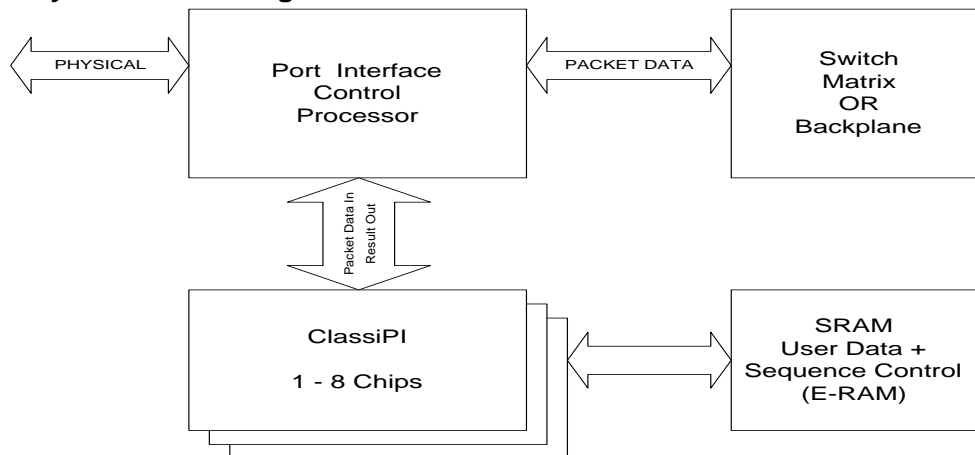 PHYSICAL
Port Interface
Control
Processor
PACKET DATA
Switch
Matrix
OR
Backplane
Packet Data In
Result Out
ClassiPI
1 - 8 Chips
SRAM
User Data +
Sequence Control
(E-RAM)